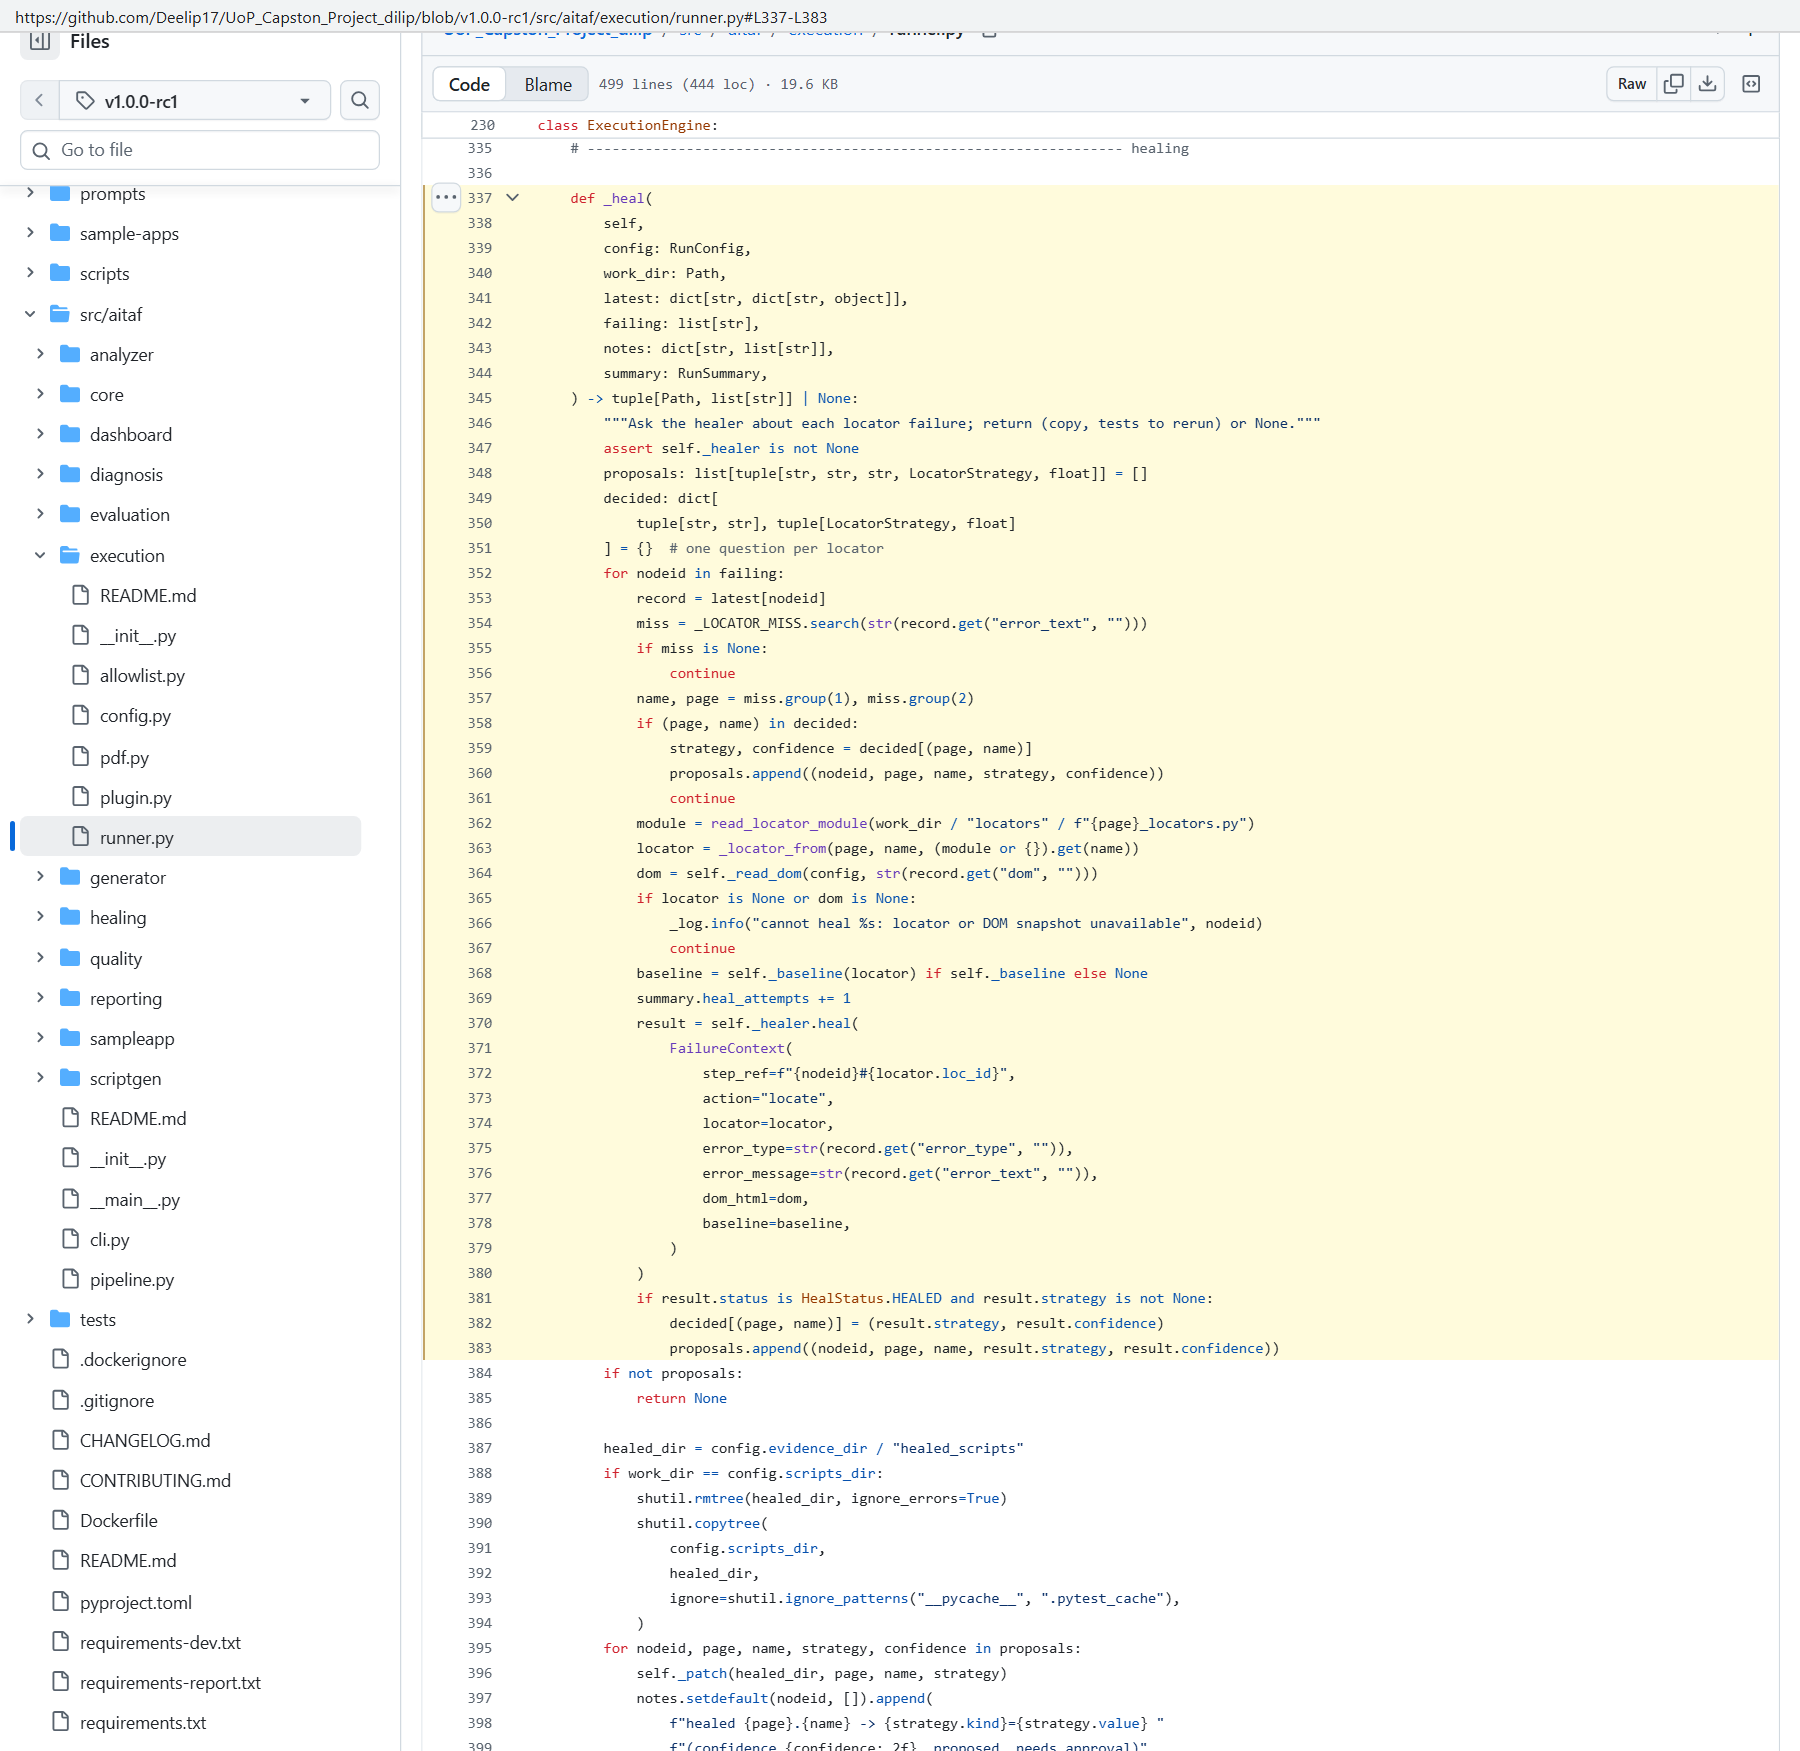 https://github.com/Deelip17/UoP_Capston_Project_dilip/blob/v1.0.0-rc1/src/aitaf/execution/runner.py#L337-L383
Files
UoP_Capston_Project_dilip / src / aitaf / execution / runner.py
v1.0.0-rc1
Go to file
prompts
sample-apps
scripts
src/aitaf
analyzer
core
dashboard
diagnosis
evaluation
execution
README.md
__init__.py
allowlist.py
config.py
pdf.py
plugin.py
runner.py
generator
healing
quality
reporting
sampleapp
scriptgen
README.md
__init__.py
__main__.py
cli.py
pipeline.py
tests
.dockerignore
.gitignore
CHANGELOG.md
CONTRIBUTING.md
Dockerfile
README.md
pyproject.toml
requirements-dev.txt
requirements-report.txt
requirements.txt
Code Blame 499 lines (444 loc) · 19.6 KB Raw
230 class ExecutionEngine:
335 # ----------------------------------------------------------------- healing
336
337 def _heal(
338 self,
339 config: RunConfig,
340 work_dir: Path,
341 latest: dict[str, dict[str, object]],
342 failing: list[str],
343 notes: dict[str, list[str]],
344 summary: RunSummary,
345 ) -> tuple[Path, list[str]] | None:
346 """Ask the healer about each locator failure; return (copy, tests to rerun) or None."""
347 assert self._healer is not None
348 proposals: list[tuple[str, str, str, LocatorStrategy, float]] = []
349 decided: dict[
350 tuple[str, str], tuple[LocatorStrategy, float]
351 ] = {}  # one question per locator
352 for nodeid in failing:
353 record = latest[nodeid]
354 miss = _LOCATOR_MISS.search(str(record.get("error_text", "")))
355 if miss is None:
356 continue
357 name, page = miss.group(1), miss.group(2)
358 if (page, name) in decided:
359 strategy, confidence = decided[(page, name)]
360 proposals.append((nodeid, page, name, strategy, confidence))
361 continue
362 module = read_locator_module(work_dir / "locators" / f"{page}_locators.py")
363 locator = _locator_from(page, name, (module or {}).get(name))
364 dom = self._read_dom(config, str(record.get("dom", "")))
365 if locator is None or dom is None:
366 _log.info("cannot heal %s: locator or DOM snapshot unavailable", nodeid)
367 continue
368 baseline = self._baseline(locator) if self._baseline else None
369 summary.heal_attempts += 1
370 result = self._healer.heal(
371 FailureContext(
372 step_ref=f"{nodeid}#{locator.loc_id}",
373 action="locate",
374 locator=locator,
375 error_type=str(record.get("error_type", "")),
376 error_message=str(record.get("error_text", "")),
377 dom_html=dom,
378 baseline=baseline,
379 )
380 )
381 if result.status is HealStatus.HEALED and result.strategy is not None:
382 decided[(page, name)] = (result.strategy, result.confidence)
383 proposals.append((nodeid, page, name, result.strategy, result.confidence))
384 if not proposals:
385 return None
386
387 healed_dir = config.evidence_dir / "healed_scripts"
388 if work_dir == config.scripts_dir:
389 shutil.rmtree(healed_dir, ignore_errors=True)
390 shutil.copytree(
391 config.scripts_dir,
392 healed_dir,
393 ignore=shutil.ignore_patterns("__pycache__", ".pytest_cache"),
394 )
395 for nodeid, page, name, strategy, confidence in proposals:
396 self._patch(healed_dir, page, name, strategy)
397 notes.setdefault(nodeid, []).append(
398 f"healed {page}.{name} -> {strategy.kind}={strategy.value} "
399 f"(confidence {confidence:.2f}, proposed, needs approval)"